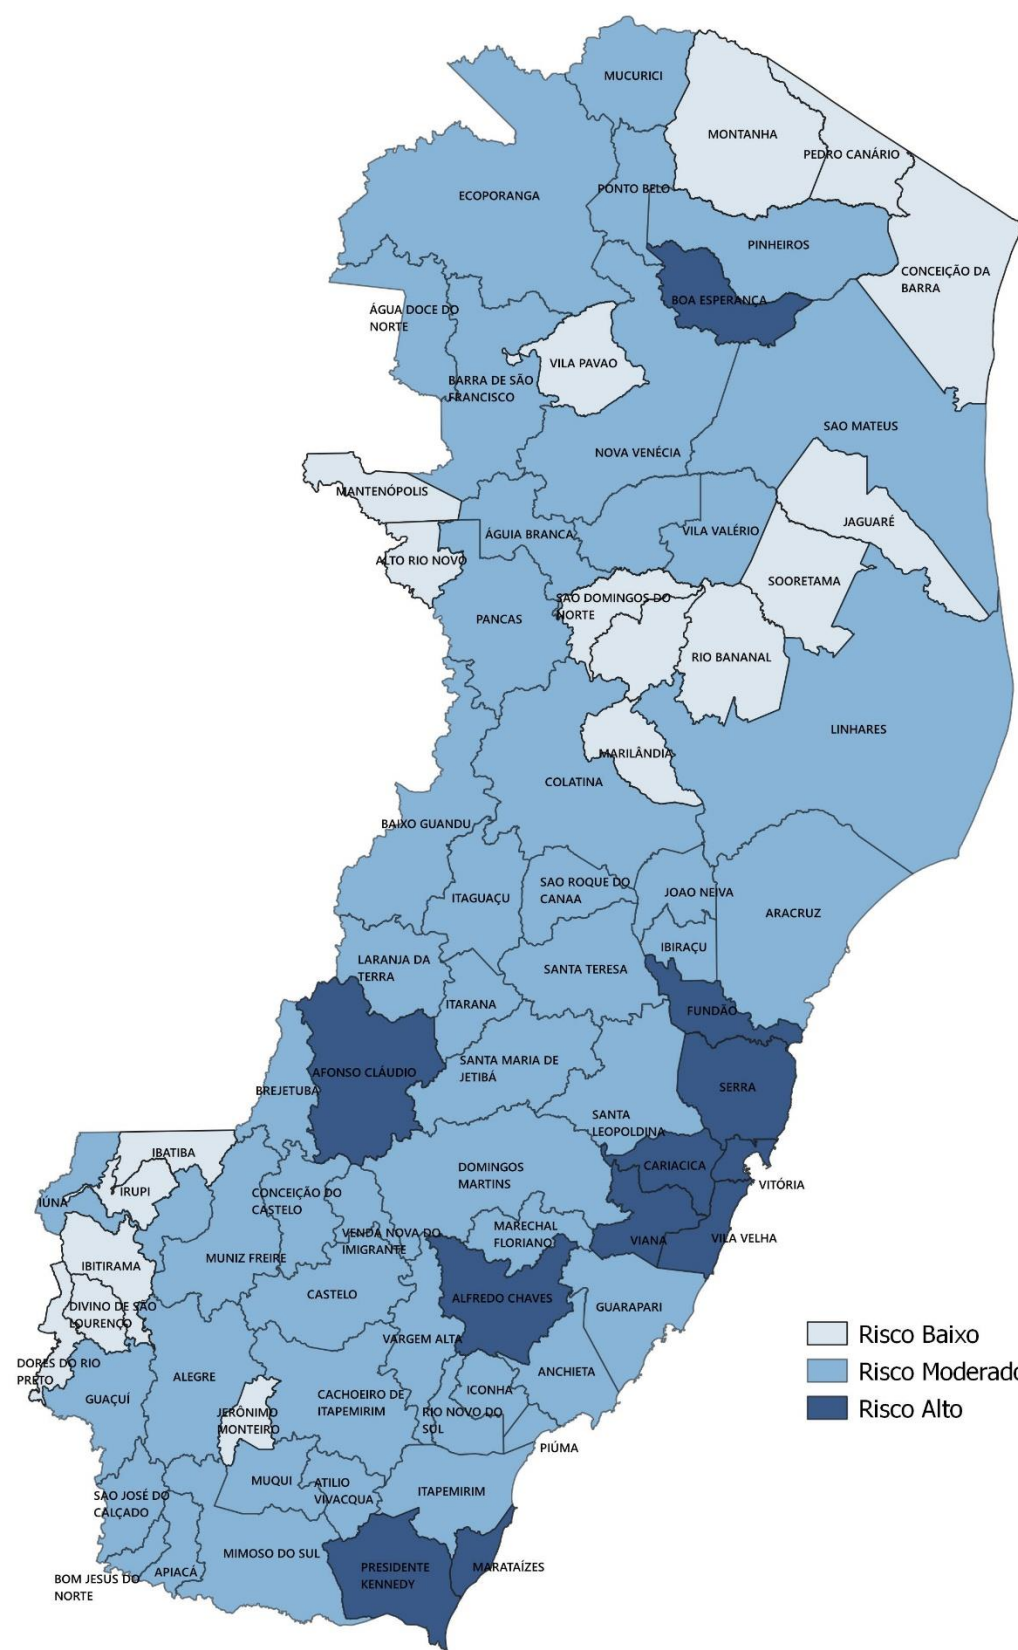 MUCURICI
MONTANHA
PEDRO CANÁRIO
ECOPORANGA
PONTO BELO
PINHEIROS
CONCEIÇÃO DA
BARRA
BOA ESPERANÇA
ÁGUA DOCE DO
NORTE
VILA PAVAO
BARRA DE SÃO
FRANCISCO
SAO MATEUS
NOVA VENÉCIA
MANTENÓPOLIS
JAGUARÉ
ÁGUIA BRANCA
VILA VALÉRIO
ALTO RIO NOVO
SOORETAMA
SAO DOMINGOS DO
NORTE
PANCAS
RIO BANANAL
LINHARES
MARILÂNDIA
COLATINA
BAIXO GUANDU
SAO ROQUE DO
CANAA
ITAGUAÇU
JOAO NEIVA
ARACRUZ
IBIRAÇU
LARANJA DA
TERRA
SANTA TERESA
ITARANA
FUNDÃO
AFONSO CLÁUDIO
SANTA MARIA DE
JETIBÁ
SERRA
BREJETUBA
SANTA
LEOPOLDINA
IBATIBA
CARIACICA
DOMINGOS
MARTINS
VITÓRIA
IRUPI
IÚNA
CONCEIÇÃO DO
CASTELO
MARECHAL
FLORIANO
VENDA NOVA DO
IMIGRANTE
VIANA
VILA VELHA
MUNIZ FREIRE
IBITIRAMA
CASTELO
ALFREDO CHAVES
GUARAPARI
DIVINO DE SÃO
LOURENÇO
Risco Baixo
VARGEM ALTA
DORES DO RIO
PRETO
ALEGRE
ANCHIETA
Risco Moderado
GUAÇUÍ
CACHOEIRO DE
ITAPEMIRIM
ICONHA
Risco Alto
JERÔNIMO
MONTEIRO
RIO NOVO DO
SUL
PIÚMA
MUQUI
ATILIO
VIVACQUA
ITAPEMIRIM
SAO JOSÉ DO
CALÇADO
MIMOSO DO SUL
PRESIDENTE
KENNEDY
MARATAÍZES
APIACÁ
BOM JESUS DO
NORTE